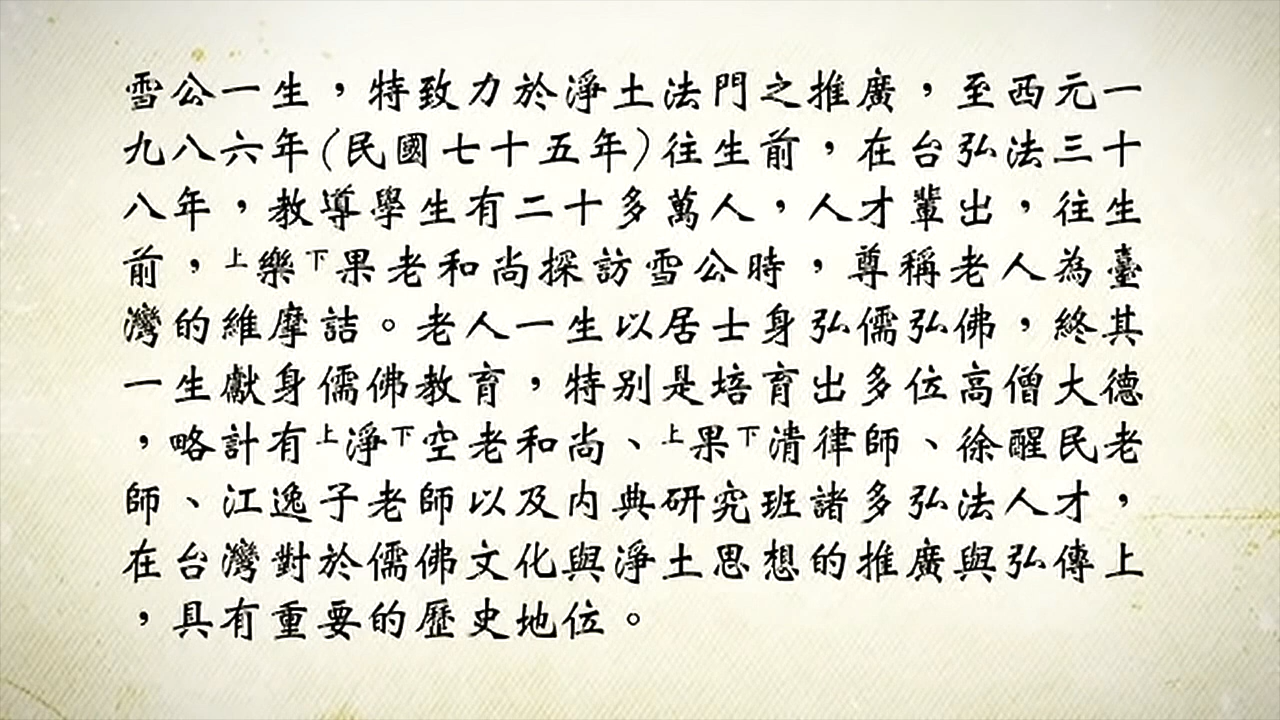 雪公一生，特致力於淨土法門之推廣，至西元一
九八六年(民國七十五年)往生前，在台弘法三十
八年，教導學生有二十多萬人，人才輩出，往生
前，上樂下果老和尚探訪雪公時，尊稱老人為臺
灣的維摩詰。老人一生以居士身弘儒弘佛，終其
一生獻身儒佛教育，特別是培育出多位高僧大德
，略計有上淨下空老和尚、上果下清律師、徐醒民老
師、江逸子老師以及內典研究班諸多弘法人才，
在台灣對於儒佛文化與淨土思想的推廣與弘傳上
，具有重要的歷史地位。